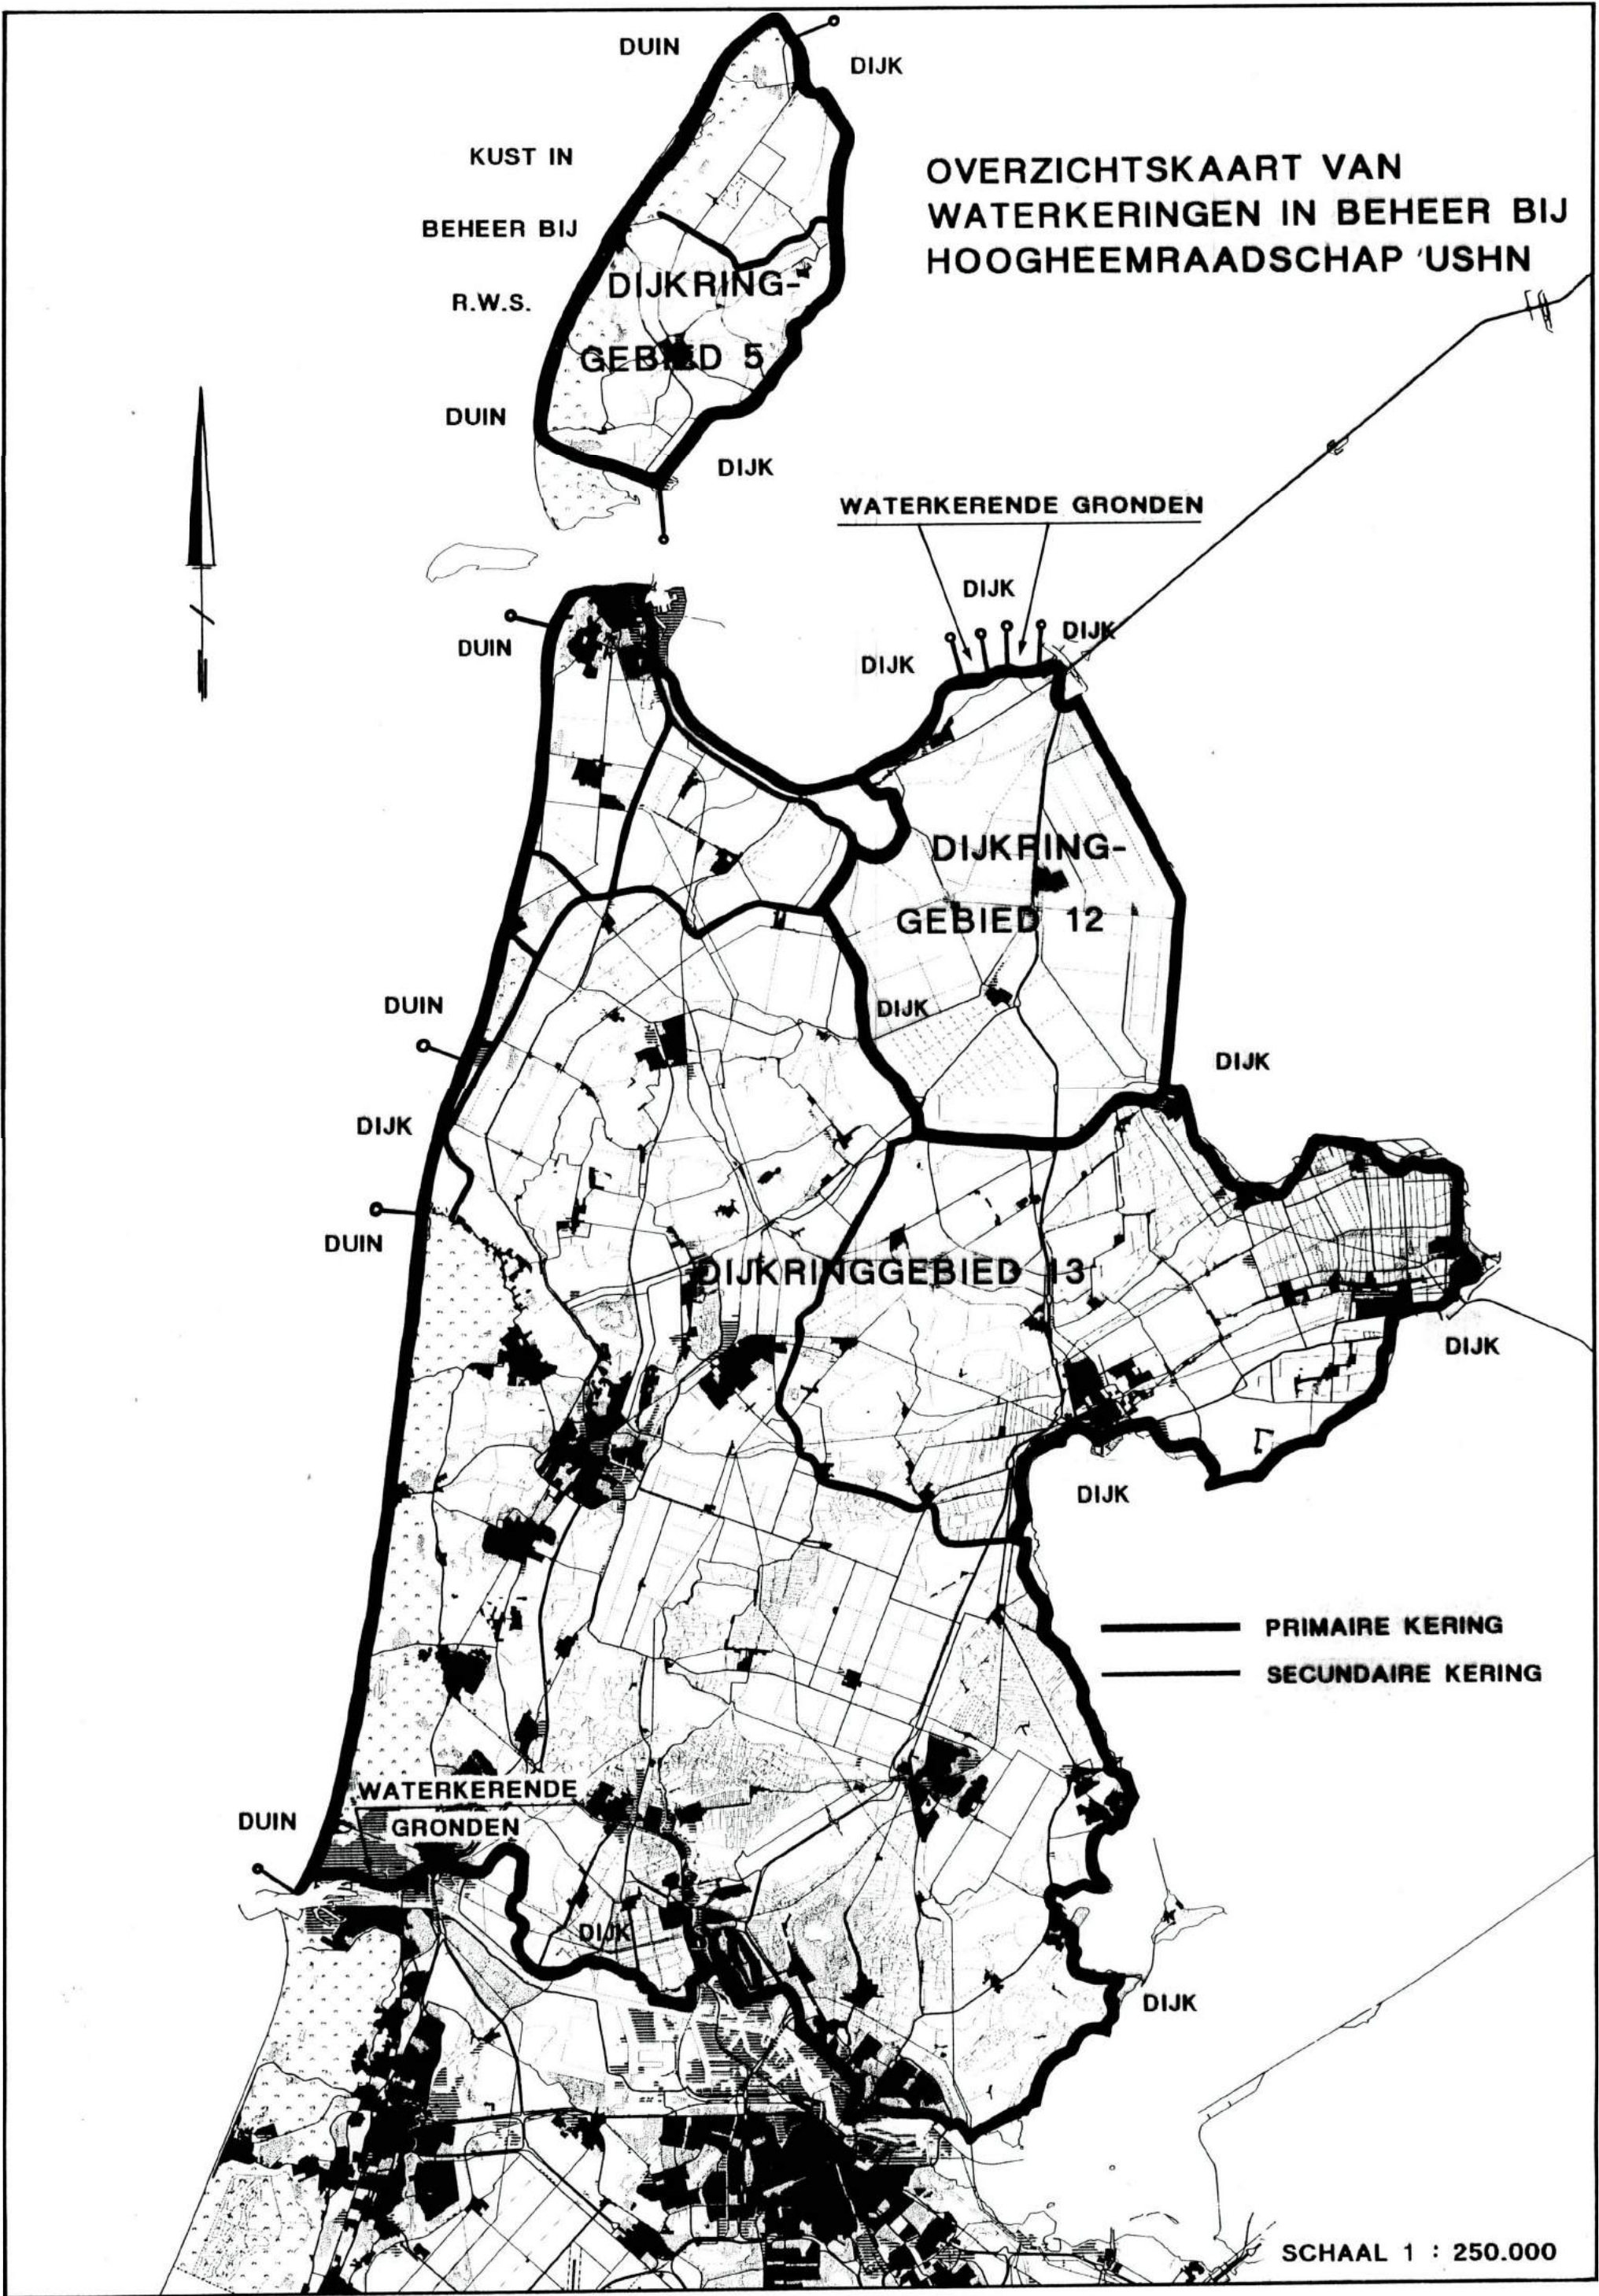 DUIN
DIJK
KUST IN
BEHEER BIJ
R.W.S.
OVERZICHTSKAART VAN
WATERKERINGEN IN BEHEER BIJ
HOOGHEEMRAADSCHAP 'USHN
DIJKRING-
GEBIED 5
DUIN
DIJK
WATERKERENDE GRONDEN
DIJK
DIJK
DIJK
DUIN
DIJKRING-
GEBIED 12
DUIN
DIJK
DIJK
DIJK
DUIN
DIJKRINGGEBIED 13
DIJK
DIJK
PRIMAIRE KERING
SECUNDAIRE KERING
WATERKERENDE
GRONDEN
DUIN
DIJK
DIJK
SCHAAL 1 : 250.000